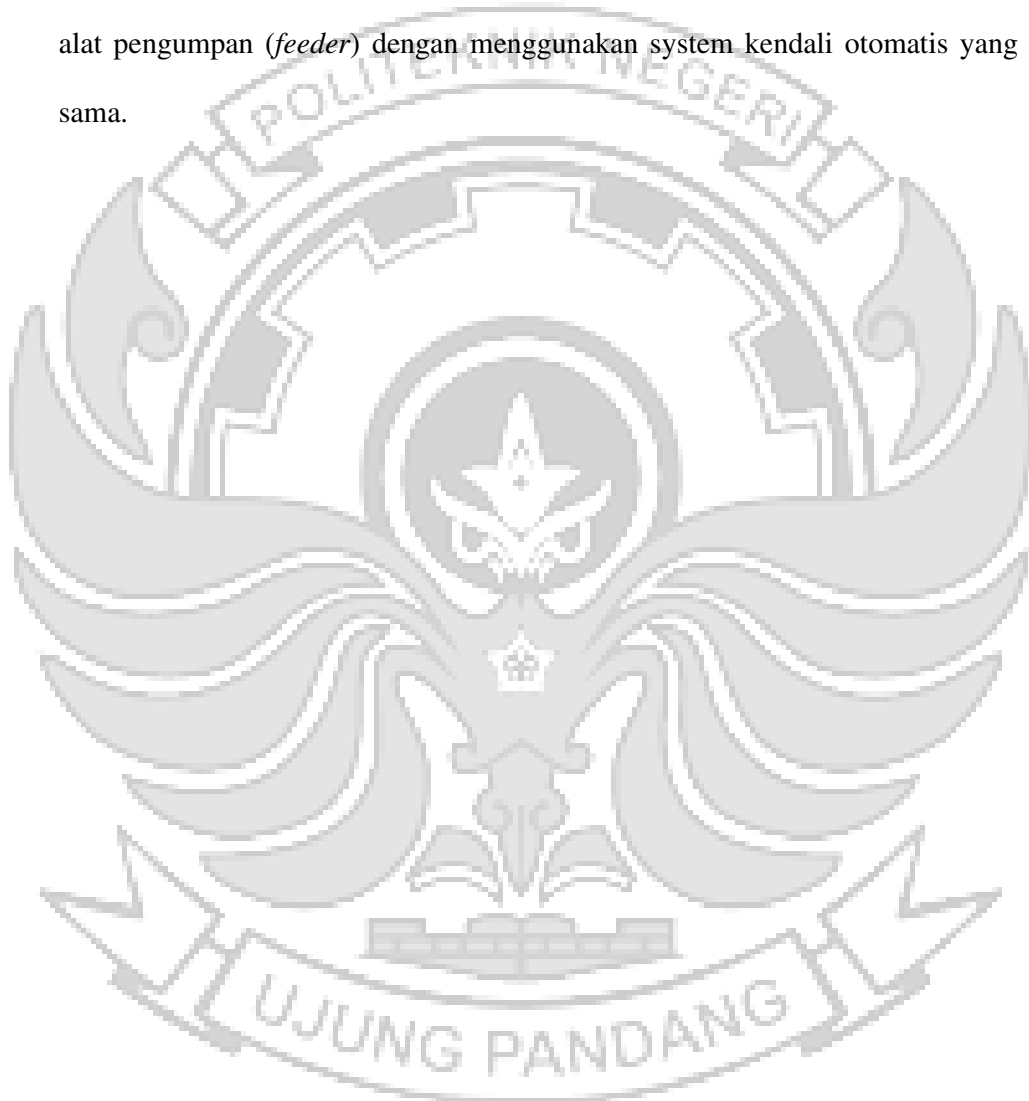 alat pengumpan (feeder) dengan menggunakan system kendali otomatis yang
sama.
POLITEKNIK NEGERI
UJUNG PANDANG